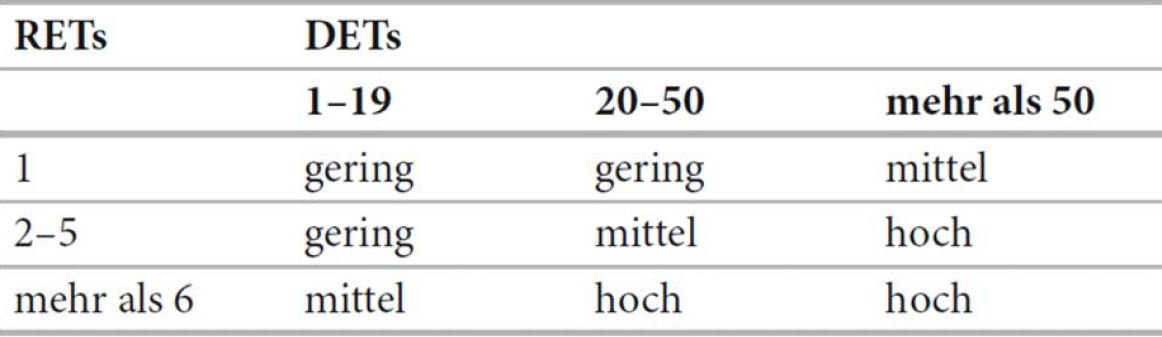 RETs DETs
1–19 20–50 mehr als 50
1 gering gering mittel
2–5 gering mittel hoch
mehr als 6 mittel hoch hoch